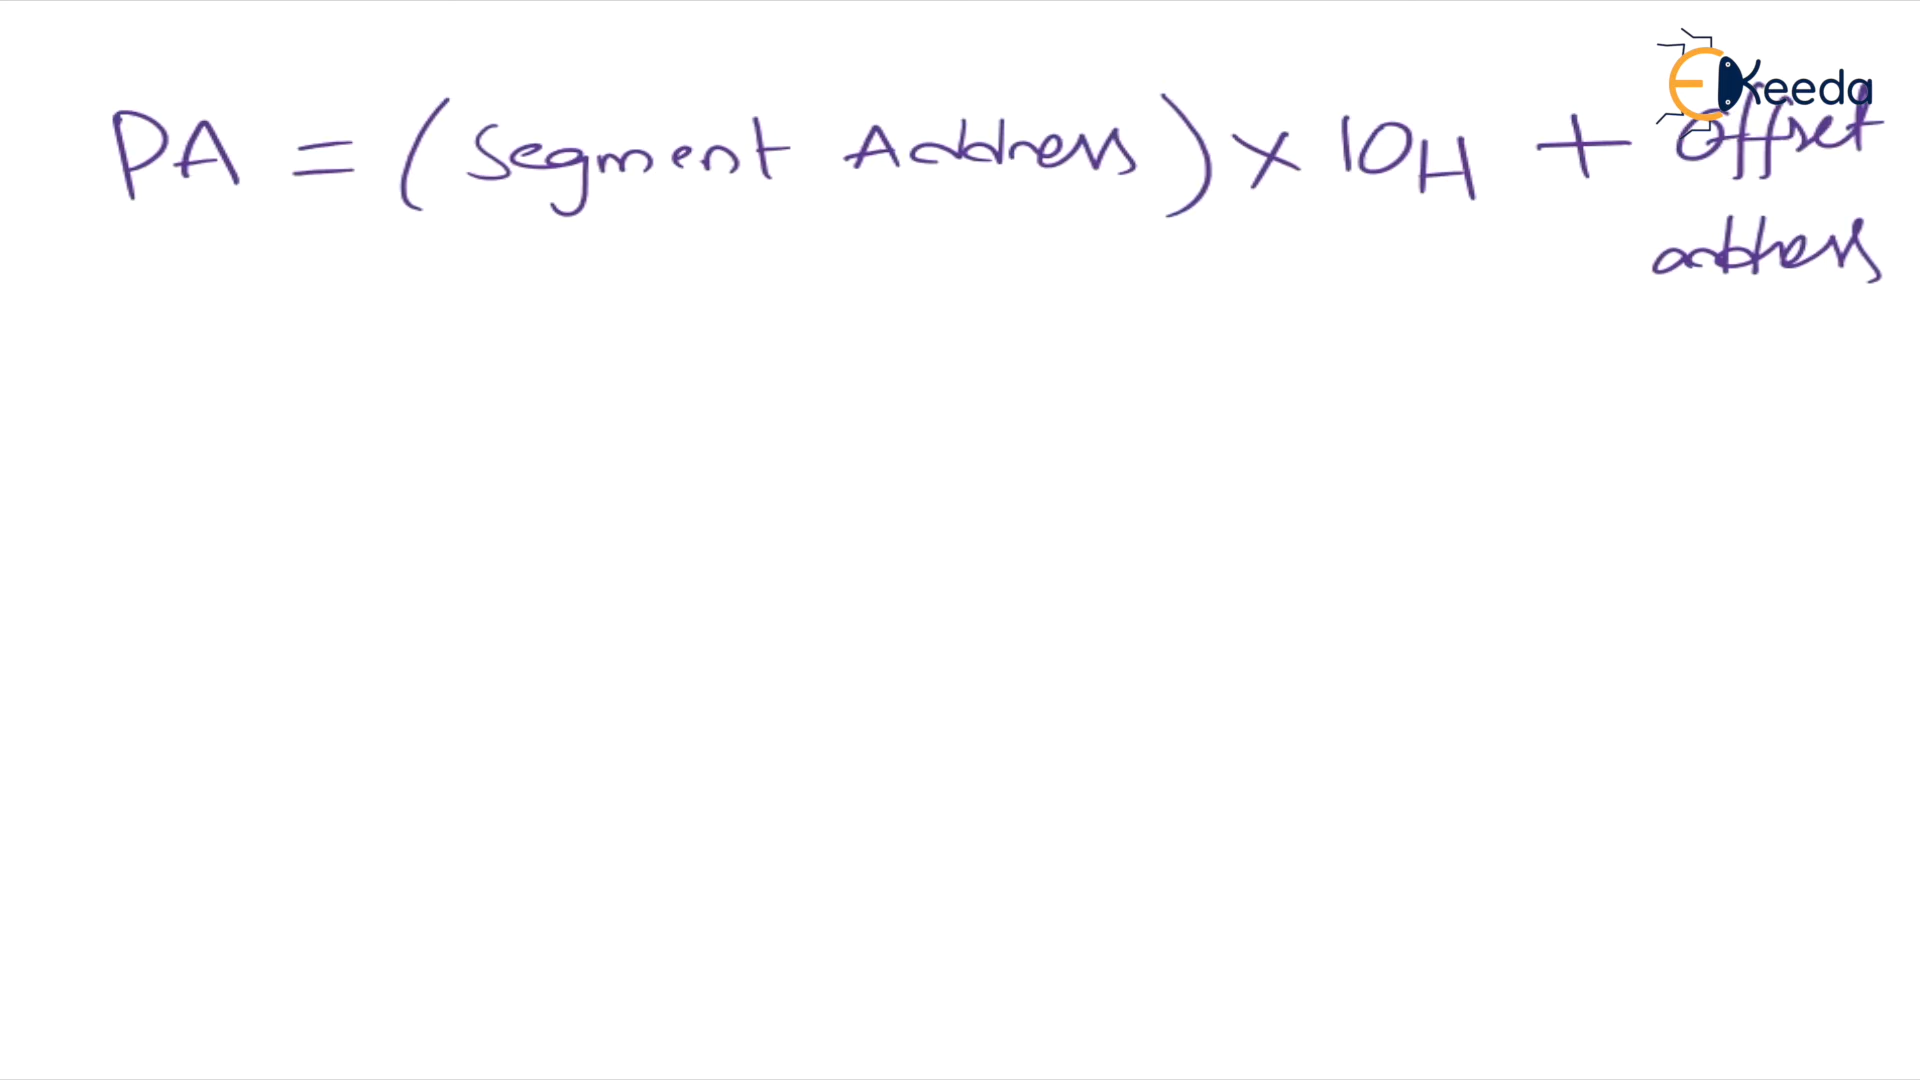 EKeeda
PA = (Segment Address) × 10H + offset
address